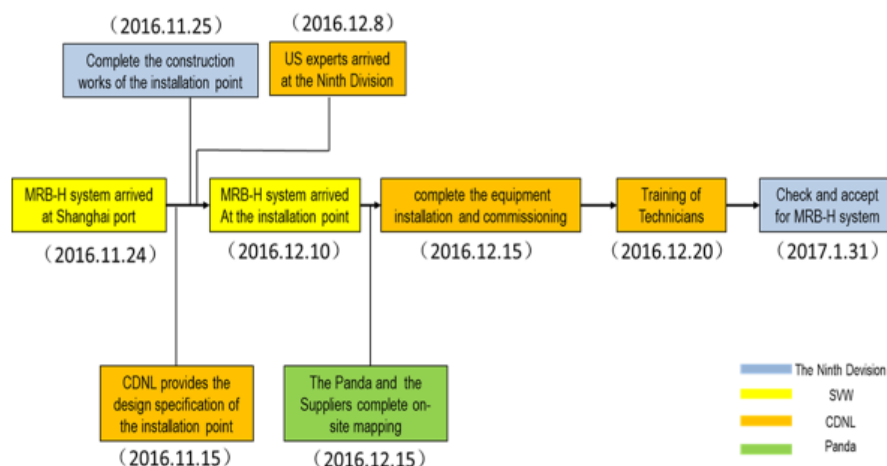 （2016.11.25）
（2016.12.8）
Complete the construction
works of the installation point
US experts arrived
at the Ninth Division
MRB-H system arrived
at Shanghai port
MRB-H system arrived
At the installation point
complete the equipment
installation and commissioning
Training of
Technicians
Check and accept
for MRB-H system
（2016.11.24）
（2016.12.10）
（2016.12.15）
（2016.12.20）
（2017.1.31）
CDNL provides the
design specification of
the installation point
The Panda and the
Suppliers complete on-
site mapping
（2016.11.15）
（2016.12.15）
The Ninth Division
SVW
CDNL
Panda